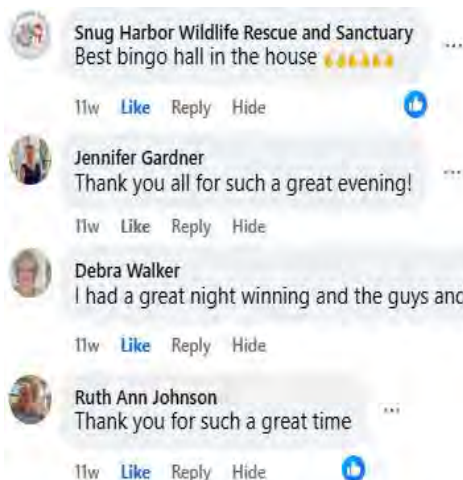 Snug Harbor Wildlife Rescue and Sanctuary
Best bingo hall in the house 🙌🙌🙌🙌🙌
11w Like Reply Hide
Jennifer Gardner
Thank you all for such a great evening!
11w Like Reply Hide
Debra Walker
I had a great night winning and the guys and
11w Like Reply Hide
Ruth Ann Johnson
Thank you for such a great time
11w Like Reply Hide